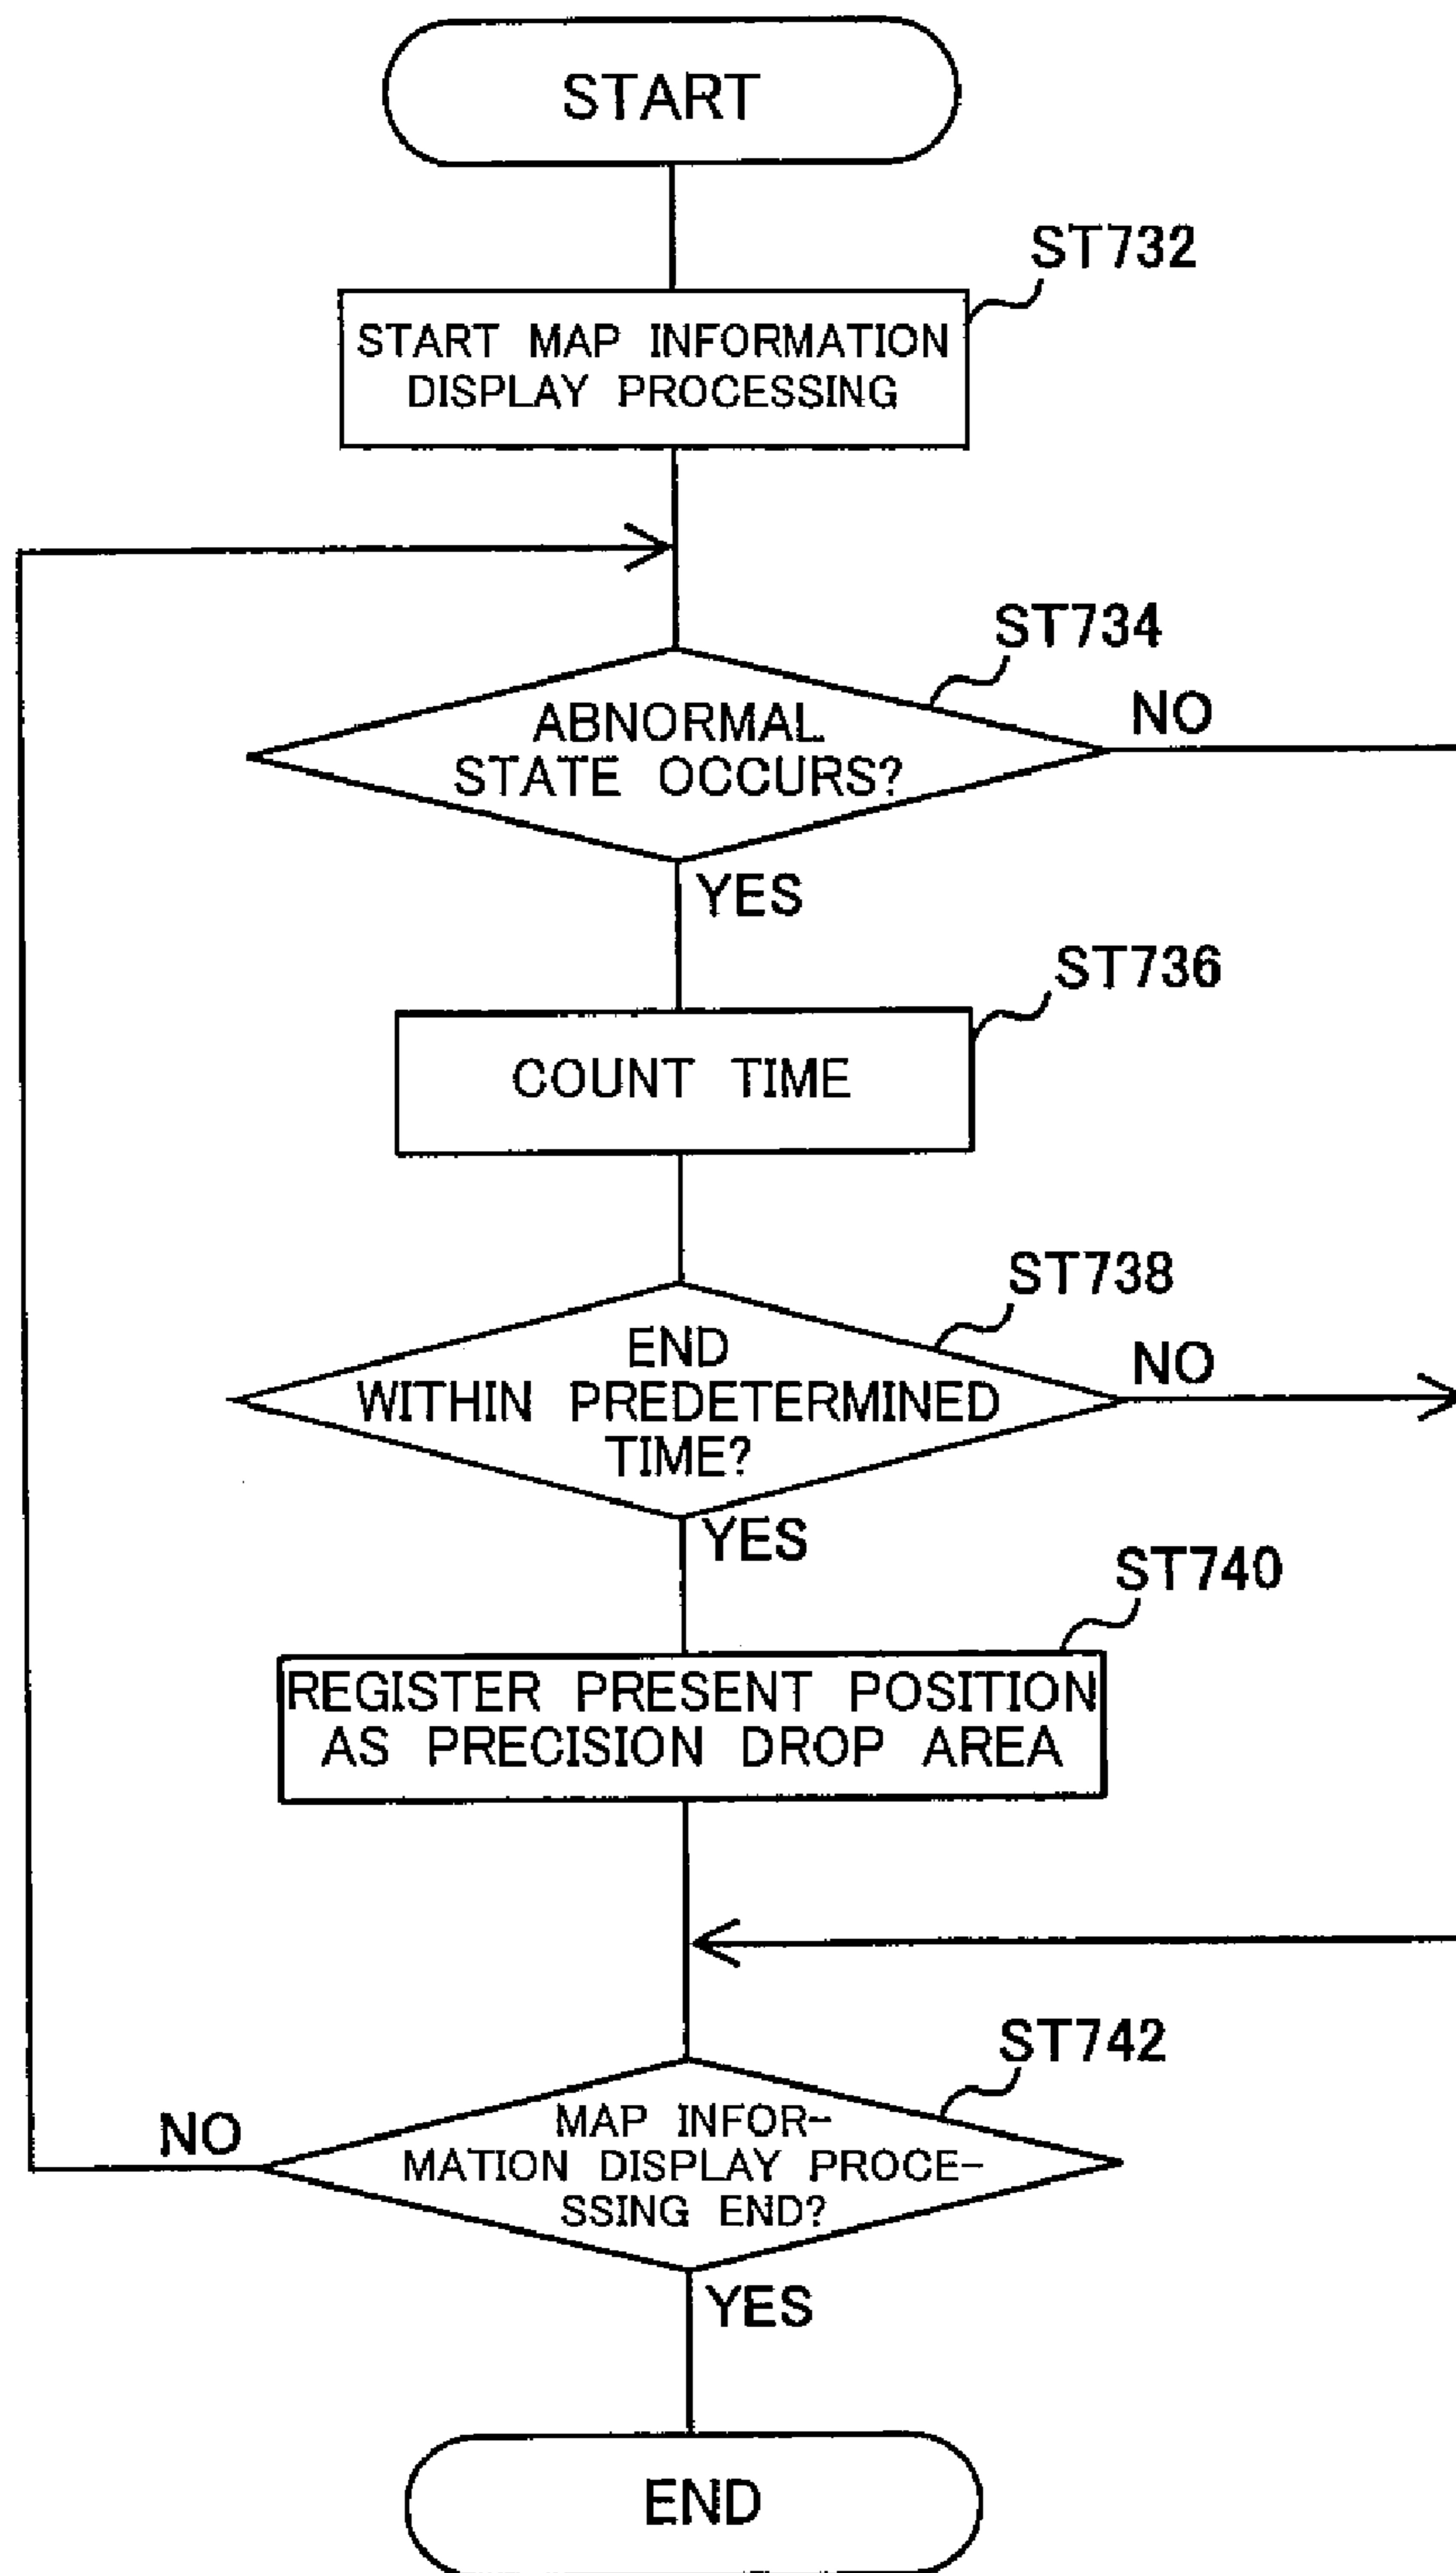 START
ST732
START MAP INFORMATION
DISPLAY PROCESSING
ST734
ABNORMAL
STATE OCCURS?
NO
YES
ST736
COUNT TIME
ST738
END
WITHIN PREDETERMINED
TIME?
NO
YES
ST740
REGISTER PRESENT POSITION
AS PRECISION DROP AREA
ST742
MAP INFOR-
MATION DISPLAY PROCE-
SSING END?
NO
YES
END